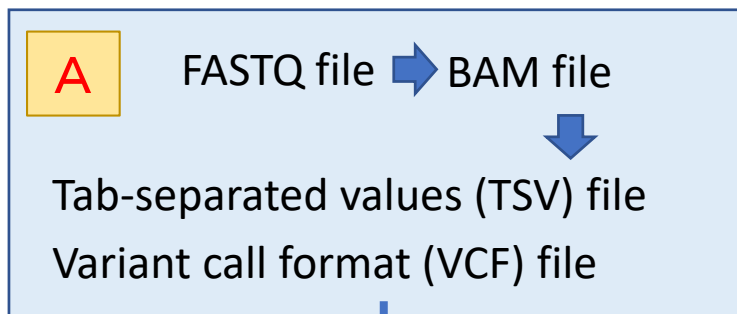 A
FASTQ file BAM file
Tab-separated values (TSV) file
Variant call format (VCF) file